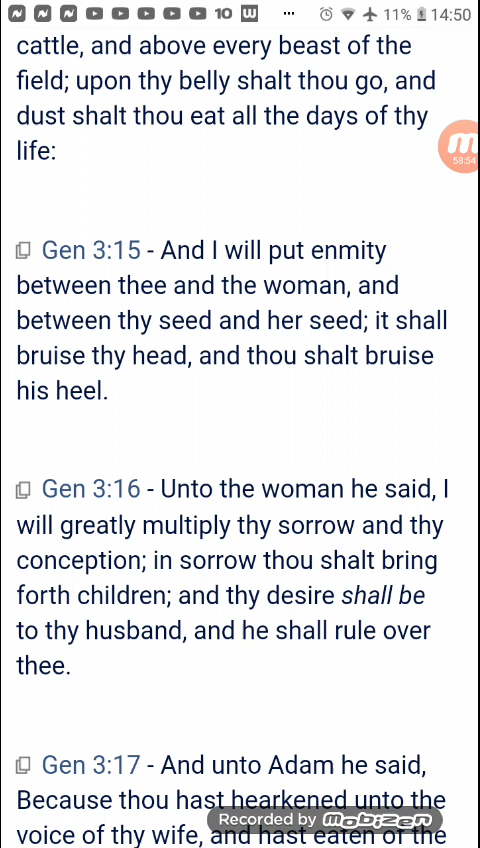 10 11% 14:50
cattle, and above every beast of the
field; upon thy belly shalt thou go, and
dust shalt thou eat all the days of thy
life:
58:54
Gen 3:15 - And I will put enmity
between thee and the woman, and
between thy seed and her seed; it shall
bruise thy head, and thou shalt bruise
his heel.
Gen 3:16 - Unto the woman he said, I
will greatly multiply thy sorrow and thy
conception; in sorrow thou shalt bring
forth children; and thy desire shall be
to thy husband, and he shall rule over
thee.
Gen 3:17 - And unto Adam he said,
Because thou hast hearkened unto the
Recorded by mobizen
voice of thy wife, and hast eaten of the